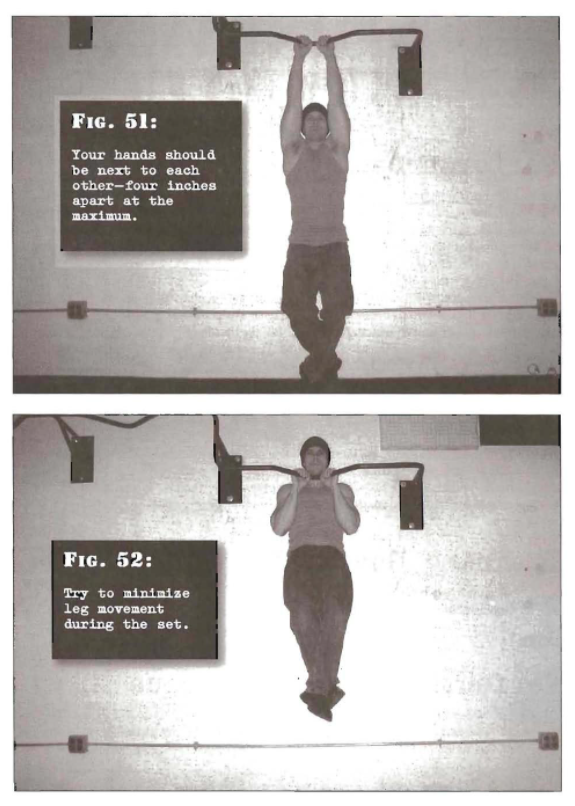 FIG. 51:
Your hands should
be next to each
other—four inches
apart at the
maximum.
FIG. 52:
Try to minimize
leg movement
during the set.